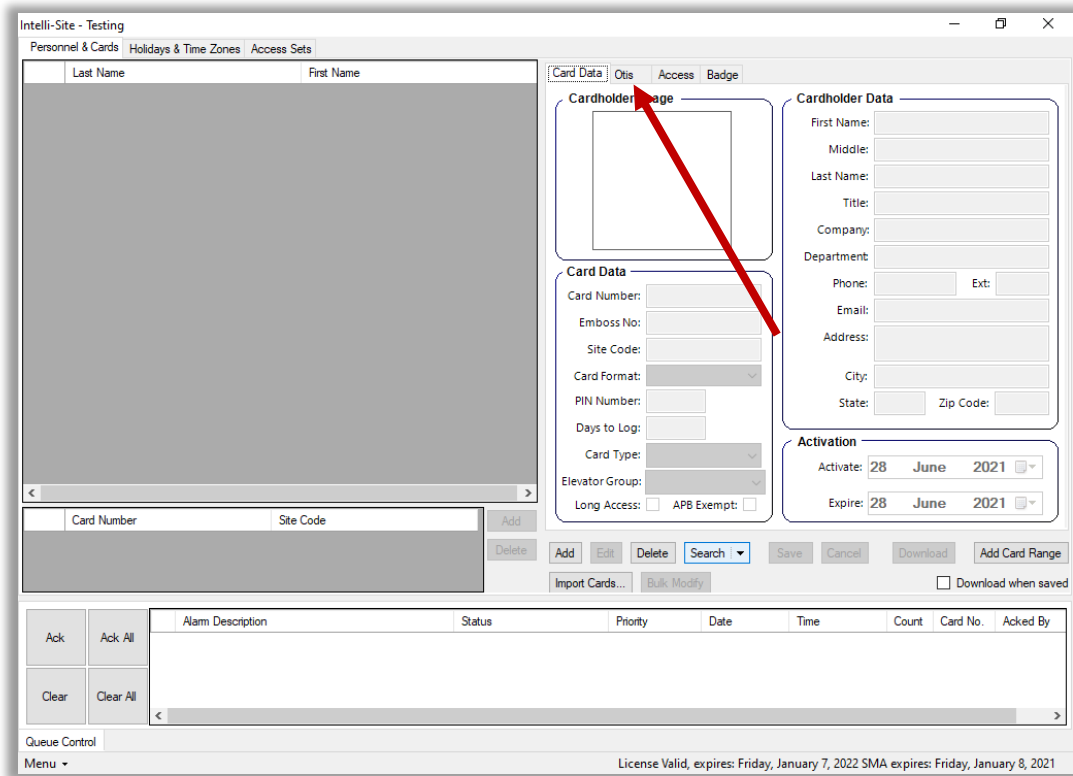 Intelli-Site - Testing
Personnel & Cards Holidays & Time Zones Access Sets
Last Name First Name
Card Data Otis Access Badge
Cardholder age
Cardholder Data
First Name:
Middle:
Last Name:
Title:
Company:
Department:
Phone: Ext:
Email:
Address:
City:
State: Zip Code:
Card Data
Card Number:
Emboss No:
Site Code:
Card Format:
PIN Number:
Days to Log:
Card Type:
Elevator Group:
Long Access: APB Exempt:
Activation
Activate: 28 June 2021
Expire: 28 June 2021
Card Number Site Code
Add
Delete
Add Edit Delete Search Save Cancel Download Add Card Range
Import Cards... Bulk Modify Download when saved
Ack Ack All
Clear Clear All
Alarm Description Status Priority Date Time Count Card No. Acked By
Queue Control
Menu License Valid, expires: Friday, January 7, 2022 SMA expires: Friday, January 8, 2021